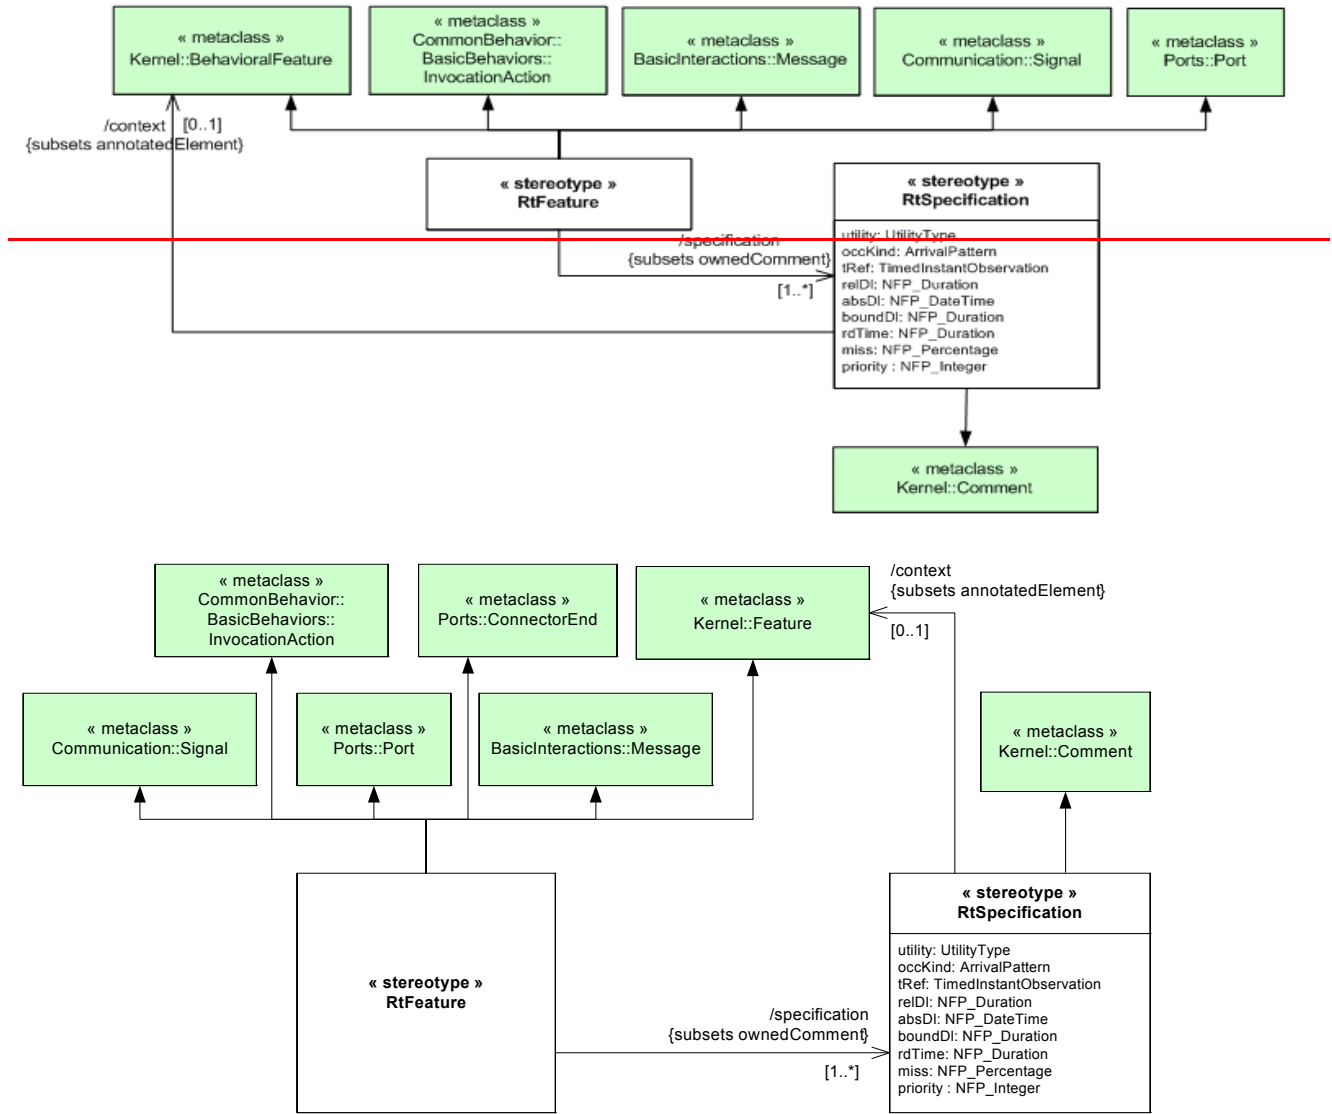 « metaclass »
Kernel::BehavioralFeature
« metaclass »
CommonBehavior::
BasicBehaviors::
InvocationAction
« metaclass »
BasicInteractions::Message
« metaclass »
Communication::Signal
« metaclass »
Ports::Port
/context [0..1]
{subsets annotatedElement}
« stereotype »
RtFeature
« stereotype »
RtSpecification
/specification
{subsets ownedComment}
[1..*]
utility: UtilityType
occKind: ArrivalPattern
tRef: TimedInstantObservation
relDl: NFP_Duration
absDl: NFP_DateTime
boundDl: NFP_Duration
rdTime: NFP_Duration
miss: NFP_Percentage
priority : NFP_Integer
« metaclass »
Kernel::Comment
« metaclass »
CommonBehavior::
BasicBehaviors::
InvocationAction
« metaclass »
Ports::ConnectorEnd
« metaclass »
Kernel::Feature
/context
{subsets annotatedElement}
[0..1]
« metaclass »
Communication::Signal
« metaclass »
Ports::Port
« metaclass »
BasicInteractions::Message
« metaclass »
Kernel::Comment
« stereotype »
RtFeature
/specification
{subsets ownedComment}
[1..*]
« stereotype »
RtSpecification
utility: UtilityType
occKind: ArrivalPattern
tRef: TimedInstantObservation
relDl: NFP_Duration
absDl: NFP_DateTime
boundDl: NFP_Duration
rdTime: NFP_Duration
miss: NFP_Percentage
priority : NFP_Integer